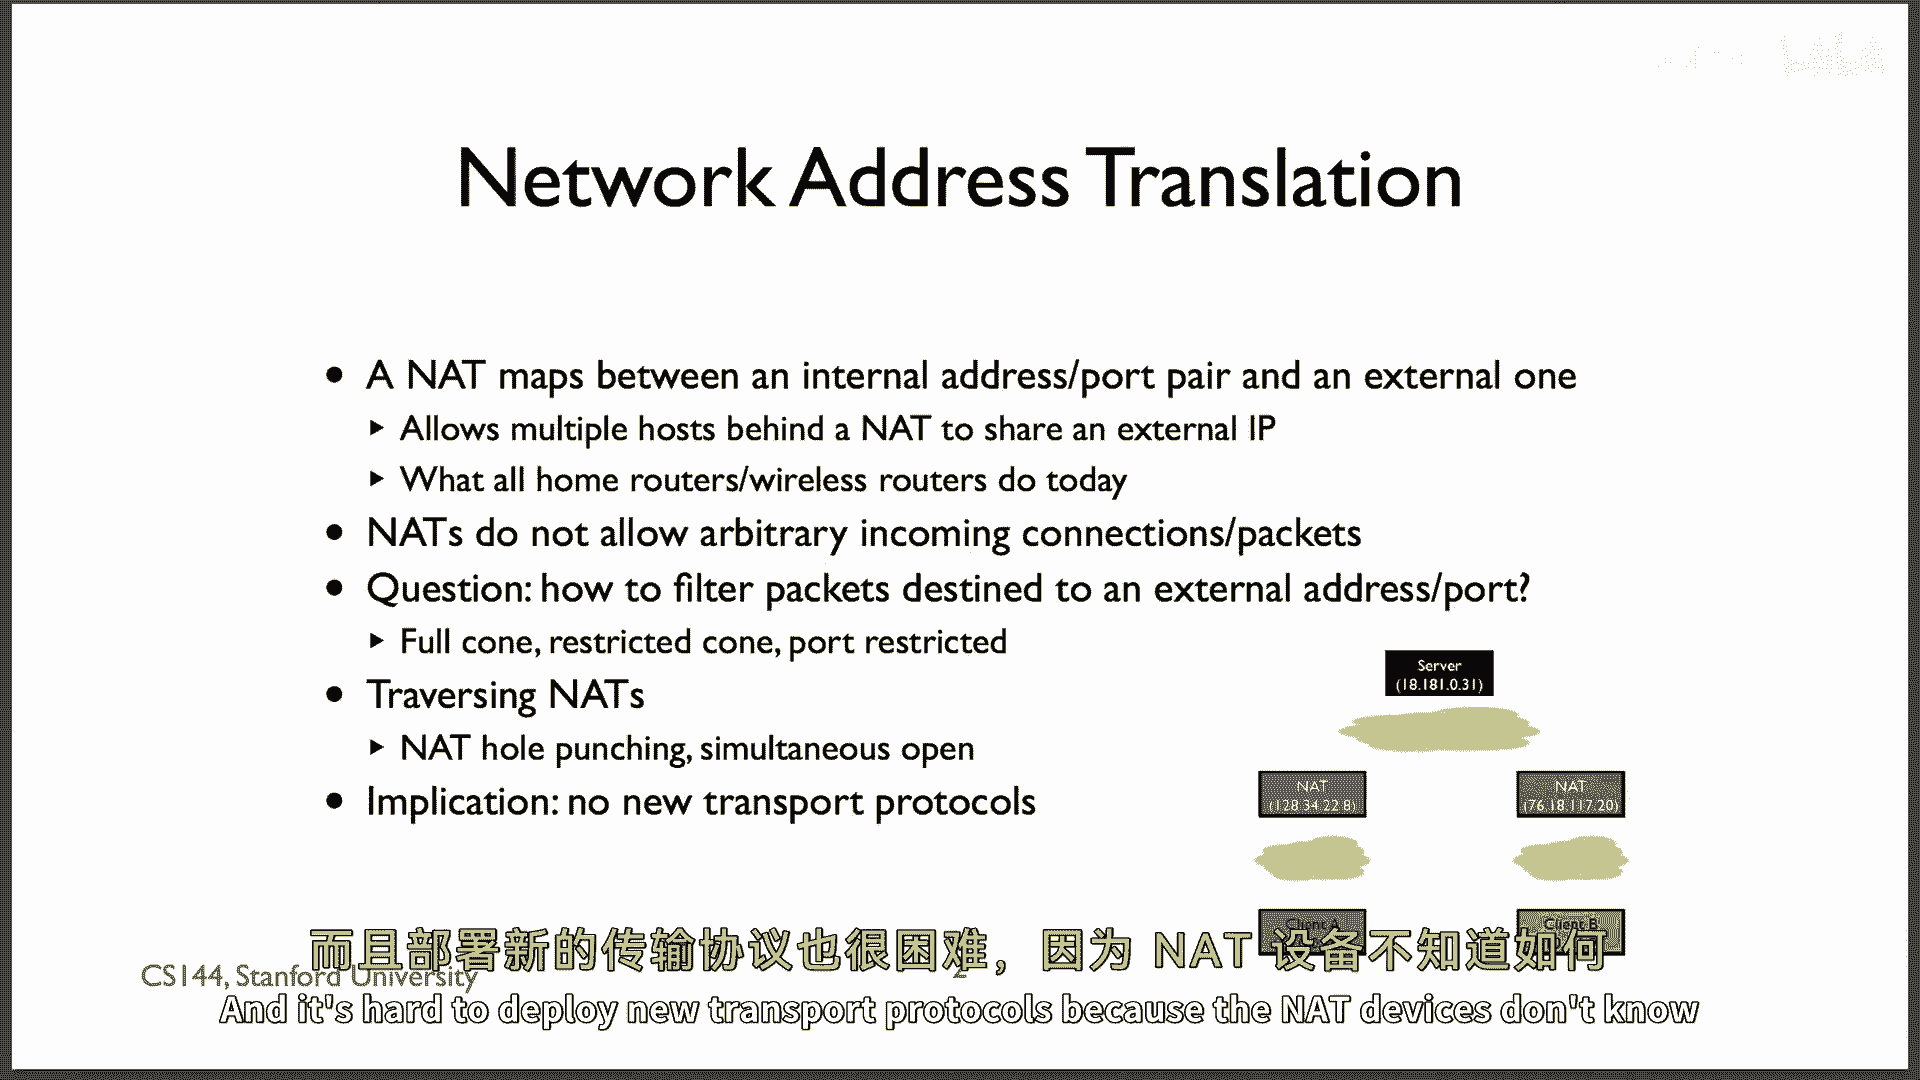 Network Address Translation
• A NAT maps between an internal address/port pair and an external one
▸ Allows multiple hosts behind a NAT to share an external IP
▸ What all home routers/wireless routers do today
• NATs do not allow arbitrary incoming connections/packets
• Question: how to filter packets destined to an external address/port?
▸ Full cone, restricted cone, port restricted
• Traversing NATs
▸ NAT hole punching, simultaneous open
• Implication: no new transport protocols
Server
(18.181.0.31)
NAT
(128.34.22.8)
NAT
(76.18.117.20)
Client A
Client B
CS144, Stanford University
2
而且部署新的传输协议也很困难，因为 NAT 设备不知道如何
And it's hard to deploy new transport protocols because the NAT devices don't know